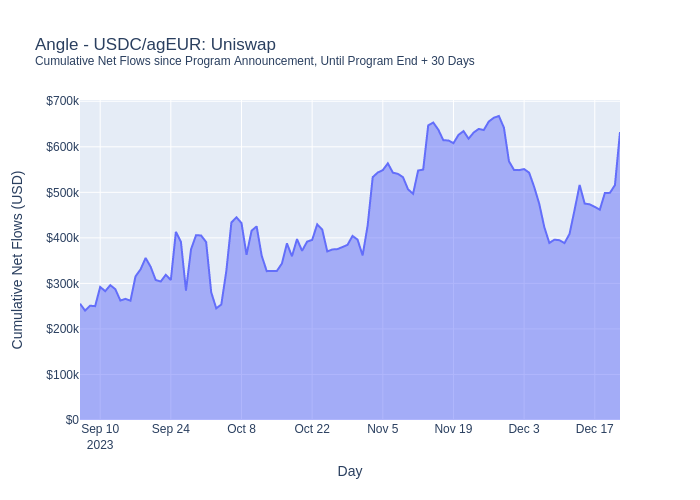 Angle - USDC/agEUR: Uniswap
Cumulative Net Flows since Program Announcement, Until Program End + 30 Days
Cumulative Net Flows (USD)
$700k
$600k
$500k
$400k
$300k
$200k
$100k
$0
Sep 10 Sep 24 Oct 8 Oct 22 Nov 5 Nov 19 Dec 3 Dec 17
2023
Day